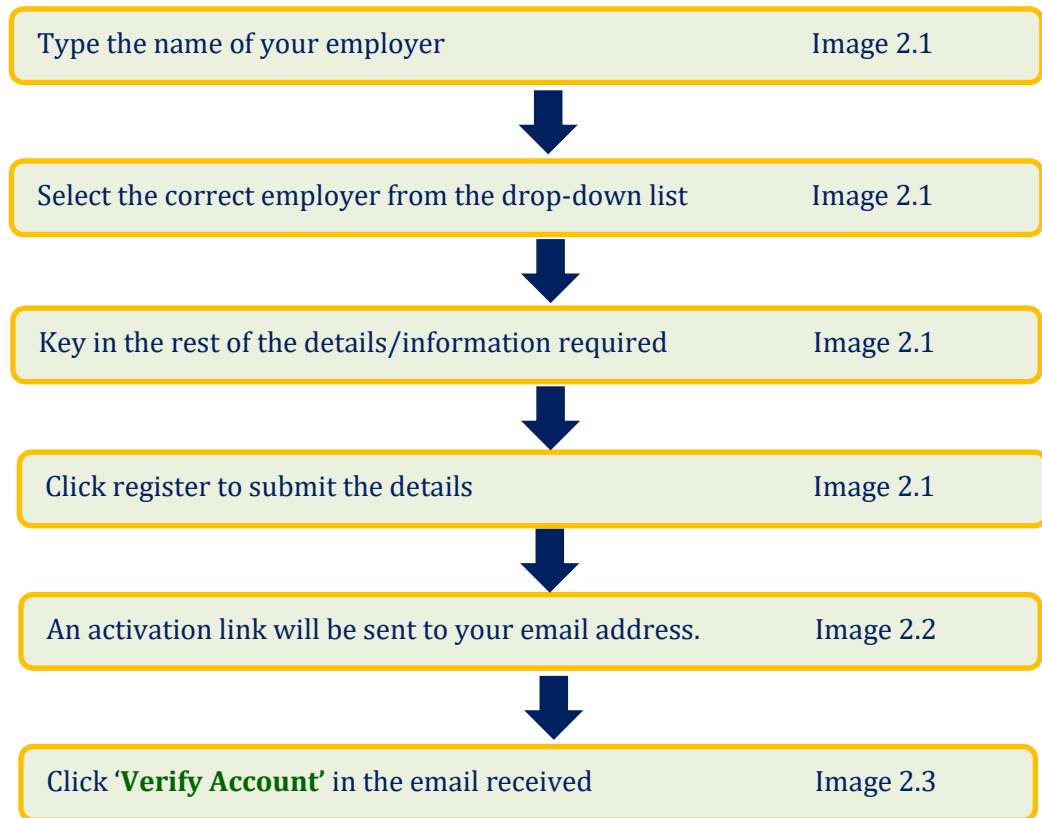 Type the name of your employer Image 2.1
Select the correct employer from the drop-down list Image 2.1
Key in the rest of the details/information required Image 2.1
Click register to submit the details Image 2.1
An activation link will be sent to your email address. Image 2.2
Click ‘Verify Account’ in the email received Image 2.3